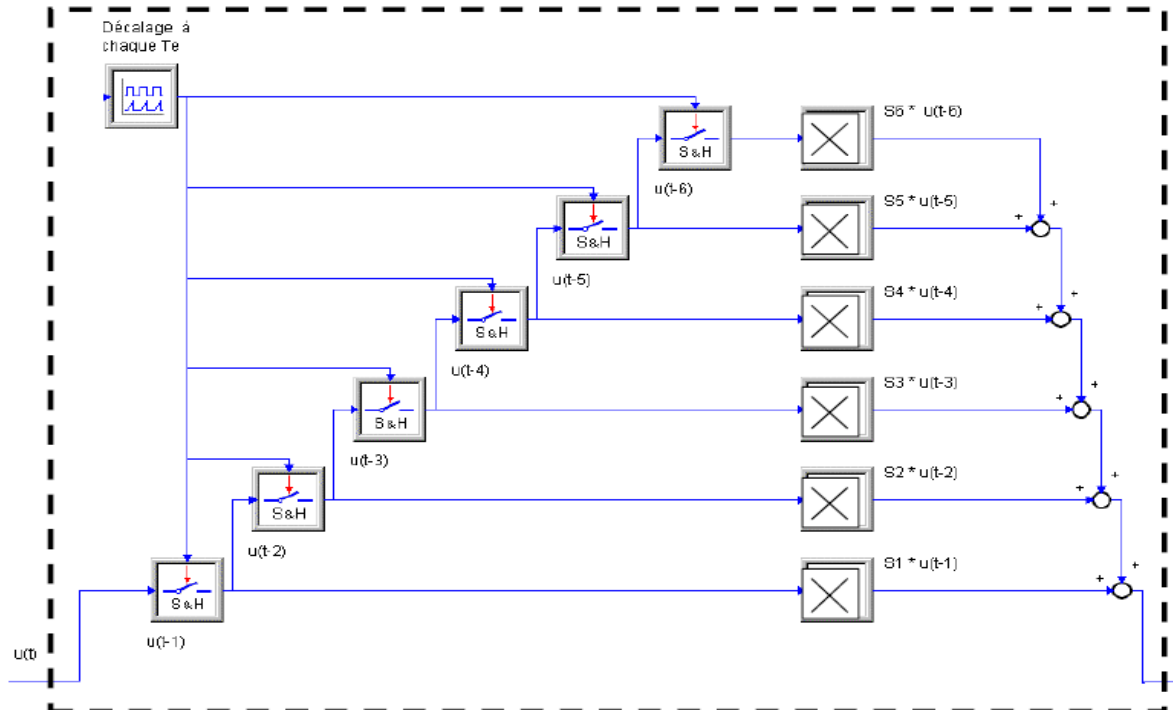 Décalage à
chaque Te
S&H
S6 * u(t-6)
u(t-6)
S&H
S5 * u(t-5)
+
+
u(t-5)
S&H
S4 * u(t-4)
+
+
u(t-4)
S&H
S3 * u(t-3)
+
+
u(t-3)
S&H
S2 * u(t-2)
+
+
u(t-2)
S&H
S1 * u(t-1)
+
+
u(t-1)
u(t)